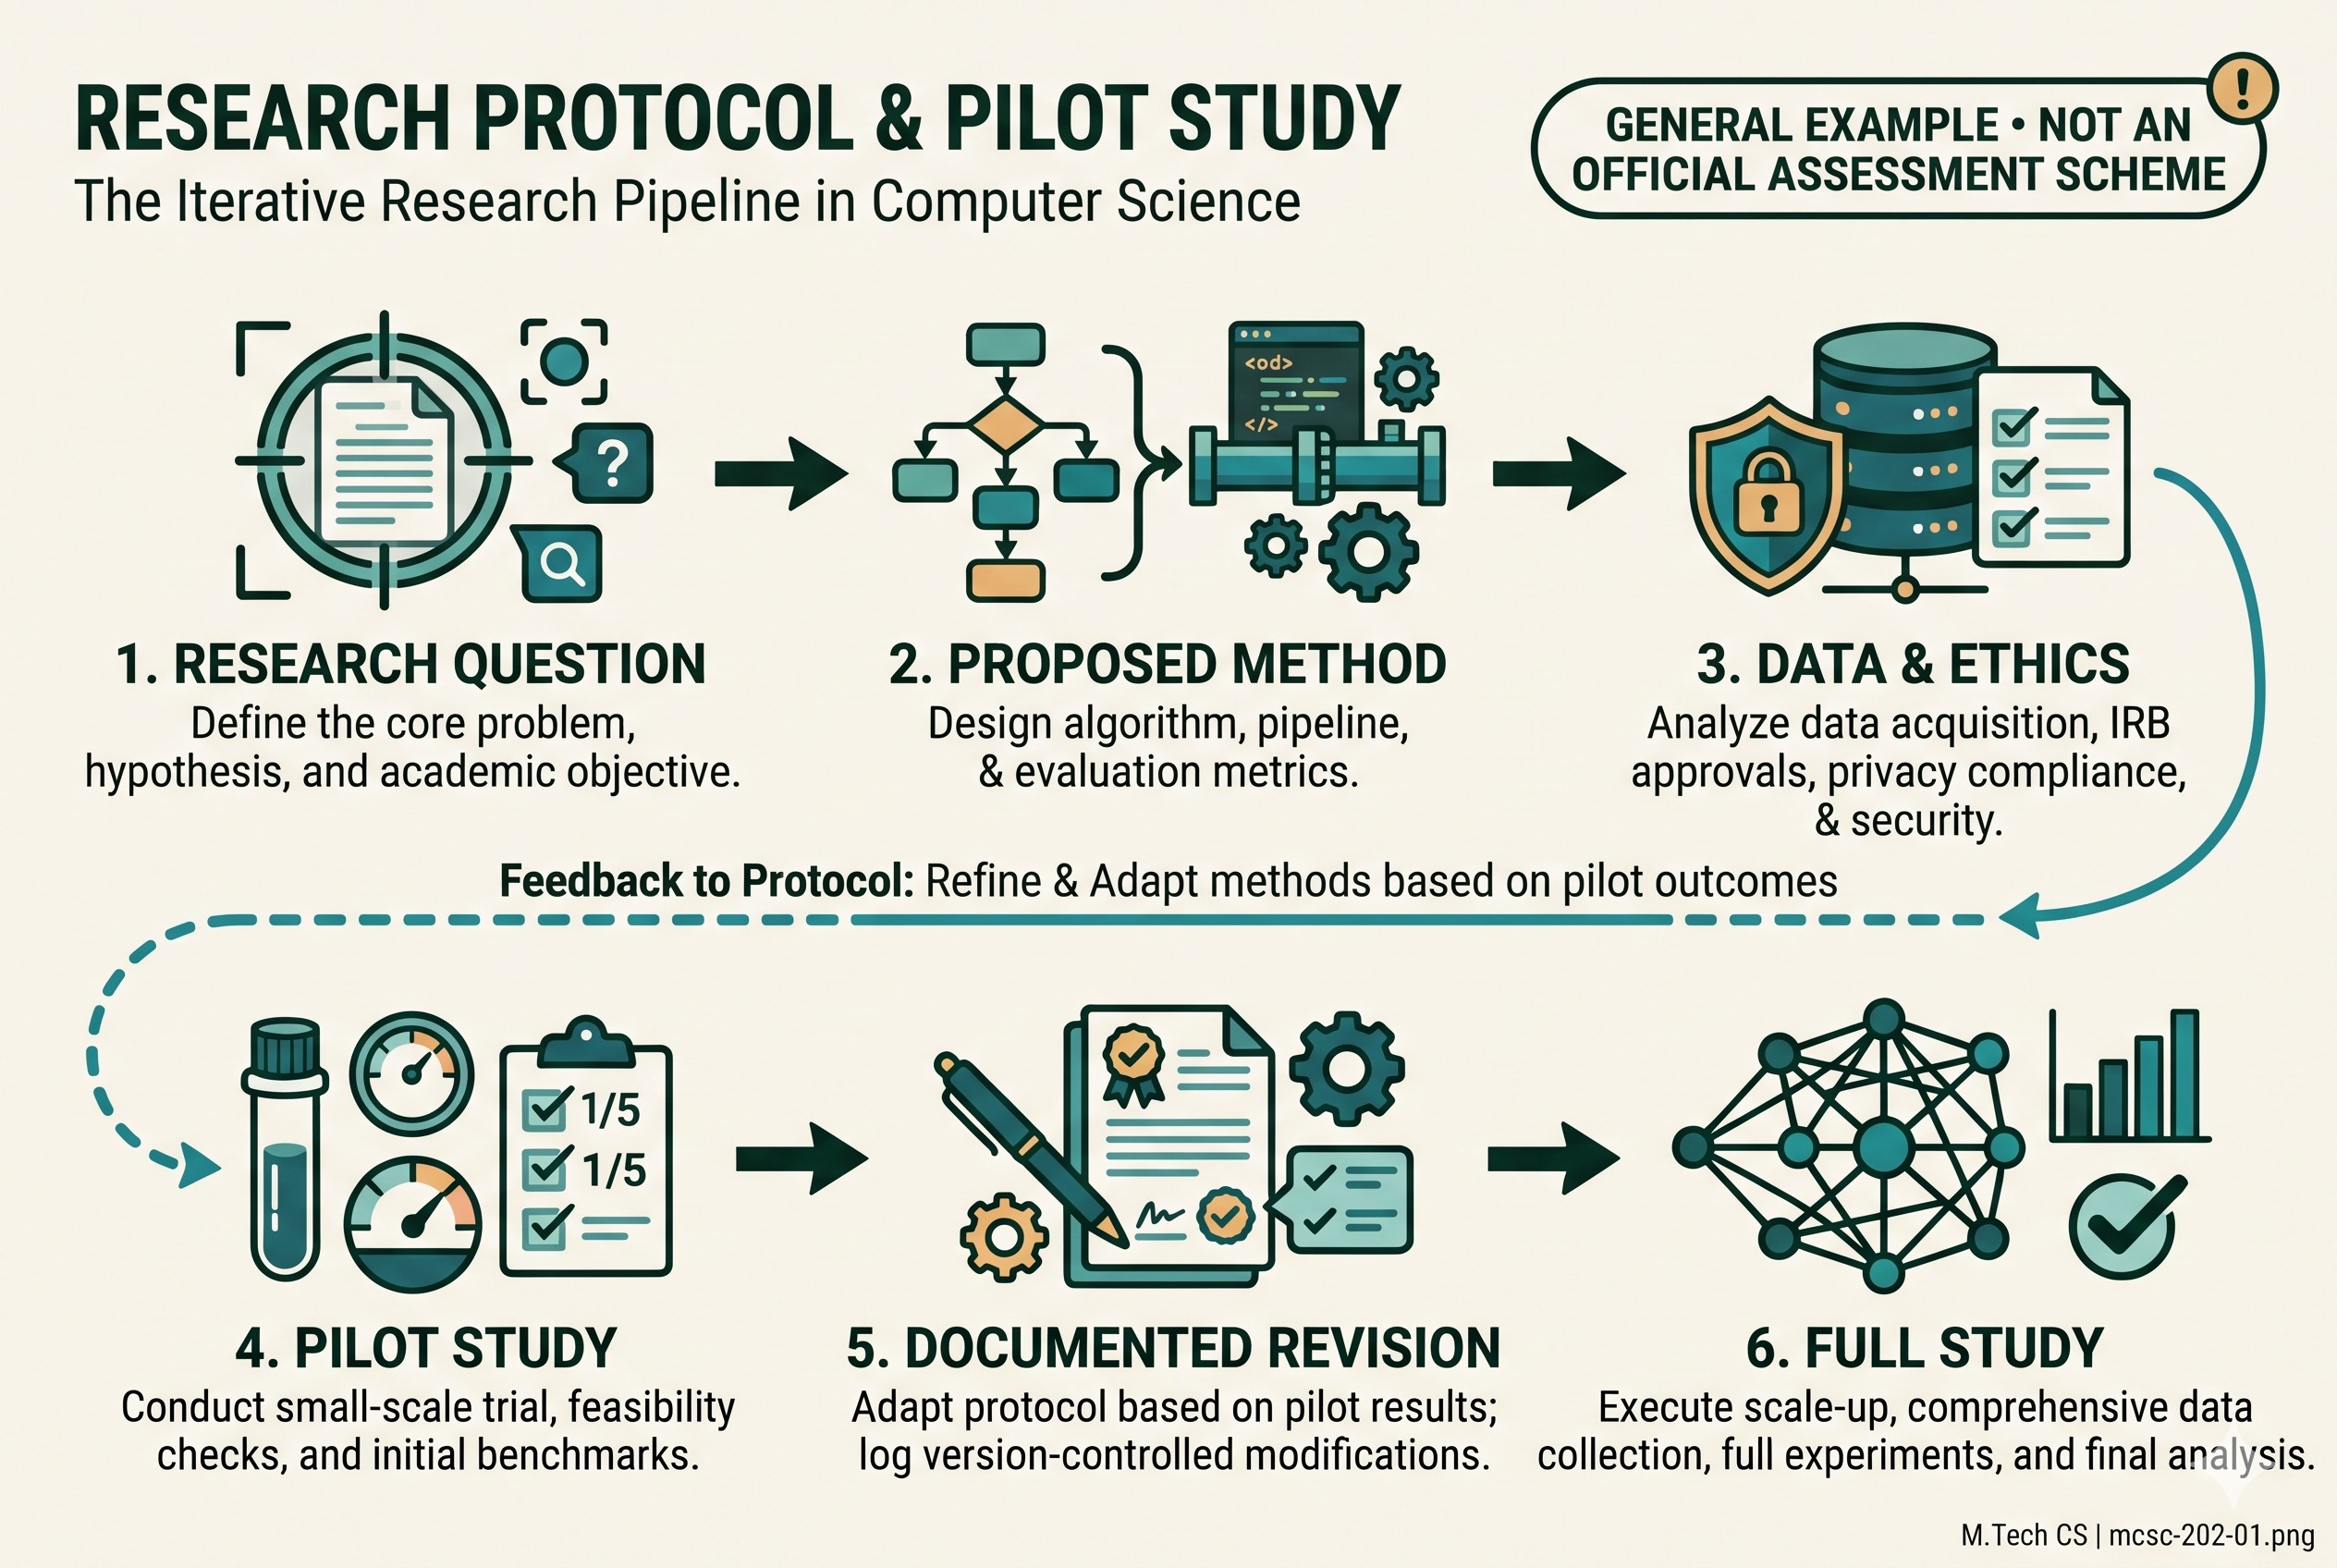 RESEARCH PROTOCOL & PILOT STUDY
The Iterative Research Pipeline in Computer Science
!
GENERAL EXAMPLE • NOT AN
OFFICIAL ASSESSMENT SCHEME
?
<od>
</>
1. RESEARCH QUESTION
Define the core problem,
hypothesis, and academic objective.
2. PROPOSED METHOD
Design algorithm, pipeline,
& evaluation metrics.
3. DATA & ETHICS
Analyze data acquisition, IRB
approvals, privacy compliance,
& security.
Feedback to Protocol: Refine & Adapt methods based on pilot outcomes
1/5
1/5
4. PILOT STUDY
Conduct small-scale trial, feasibility
checks, and initial benchmarks.
5. DOCUMENTED REVISION
Adapt protocol based on pilot results;
log version-controlled modifications.
6. FULL STUDY
Execute scale-up, comprehensive data
collection, full experiments, and final analysis.
M.Tech CS | mcsc-202-01.png